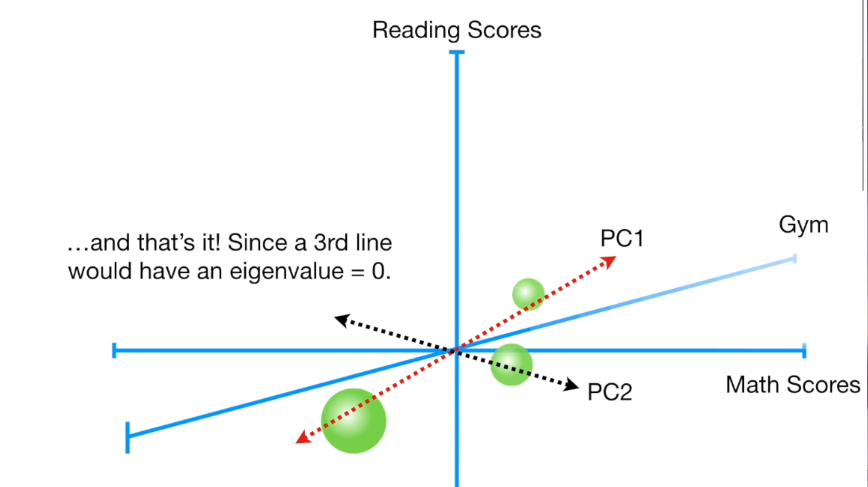 Reading Scores
…and that's it! Since a 3rd line
would have an eigenvalue = 0.
PC1
Gym
PC2
Math Scores